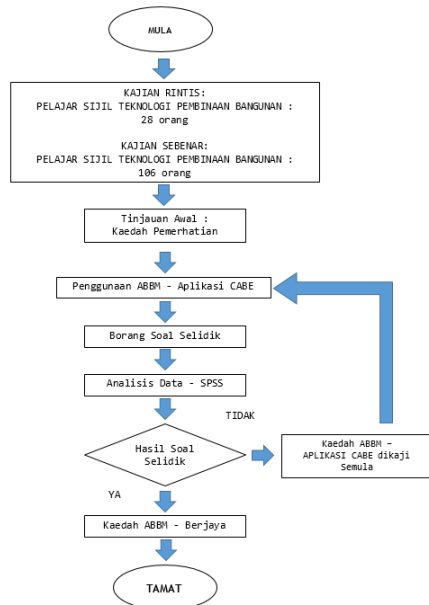 MULA
KAJIAN RINTIS:
PELAJAR SIJIL TEKNOLOGI PEMBINAAN BANGUNAN :
28 orang
KAJIAN SEBENAR:
PELAJAR SIJIL TEKNOLOGI PEMBINAAN BANGUNAN :
106 orang
Tinjauan Awal :
Kaedah Pemerhatian
Penggunaan ABBM - Aplikasi CABE
Borang Soal Selidik
Analisis Data - SPSS
TIDAK
Hasil Soal
Selidik
Kaedah ABBM –
APLIKASI CABE dikaji
Semula
YA
Kaedah ABBM - Berjaya
TAMAT